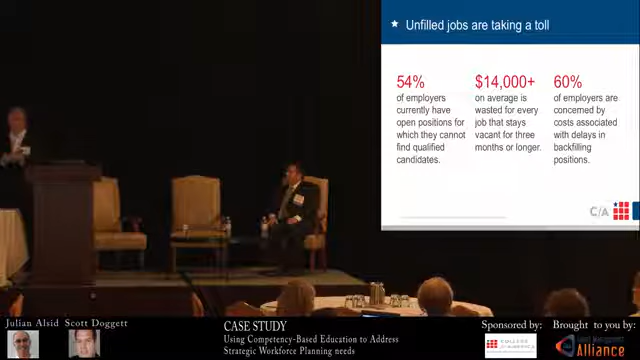 ★ Unfilled jobs are taking a toll
54%
of employers
currently have
open positions for
which they cannot
find qualified
candidates.
$14,000+
on average is
wasted for every
job that stays
vacant for three
months or longer.
60%
of employers are
concerned by
costs associated
with delays in
backfilling
positions.
C/A
Julian Alsid Scott Doggett
CASE STUDY
Using Competency-Based Education to Address
Strategic Workforce Planning needs
Sponsored by:
Brought to you by:
Alliance